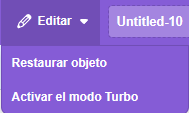 Editar Untitled-10
Restaurar objeto
Activar el modo Turbo